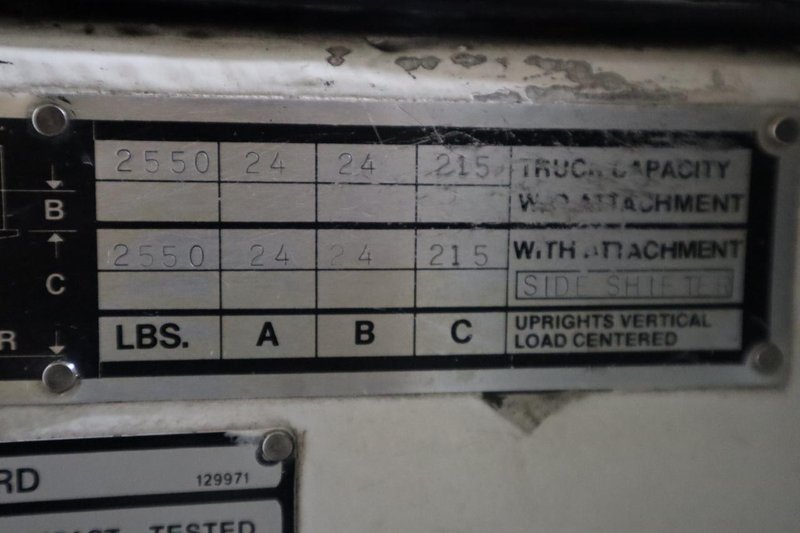 2550 24 24 215 TRUCK CAPACITY
B W/O ATTACHMENT
2550 24 24 215 WITH ATTACHMENT
C SIDE SHIFTER
R LBS. A B C UPRIGHTS VERTICAL
LOAD CENTERED
RD 129971
TESTED